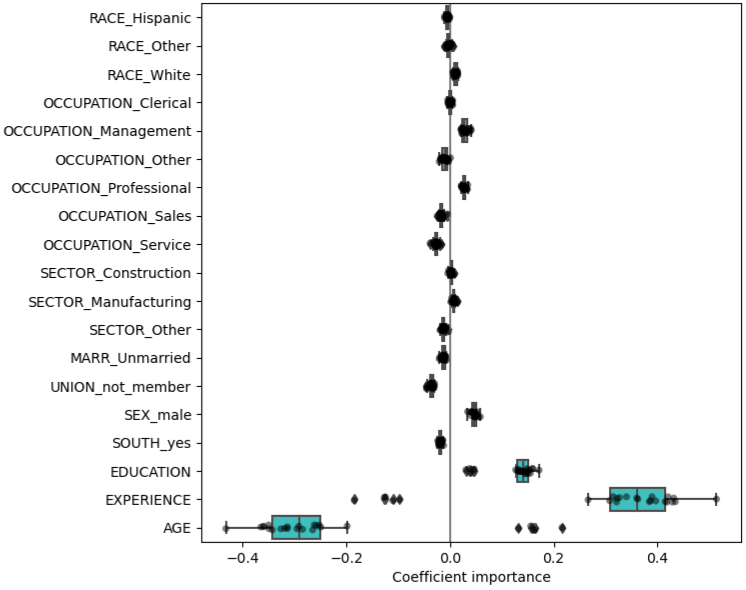 RACE_Hispanic
RACE_Other
RACE_White
OCCUPATION_Clerical
OCCUPATION_Management
OCCUPATION_Other
OCCUPATION_Professional
OCCUPATION_Sales
OCCUPATION_Service
SECTOR_Construction
SECTOR_Manufacturing
SECTOR_Other
MARR_Unmarried
UNION_not_member
SEX_male
SOUTH_yes
EDUCATION
EXPERIENCE
AGE
−0.4 −0.2 0.0 0.2 0.4
Coefficient importance